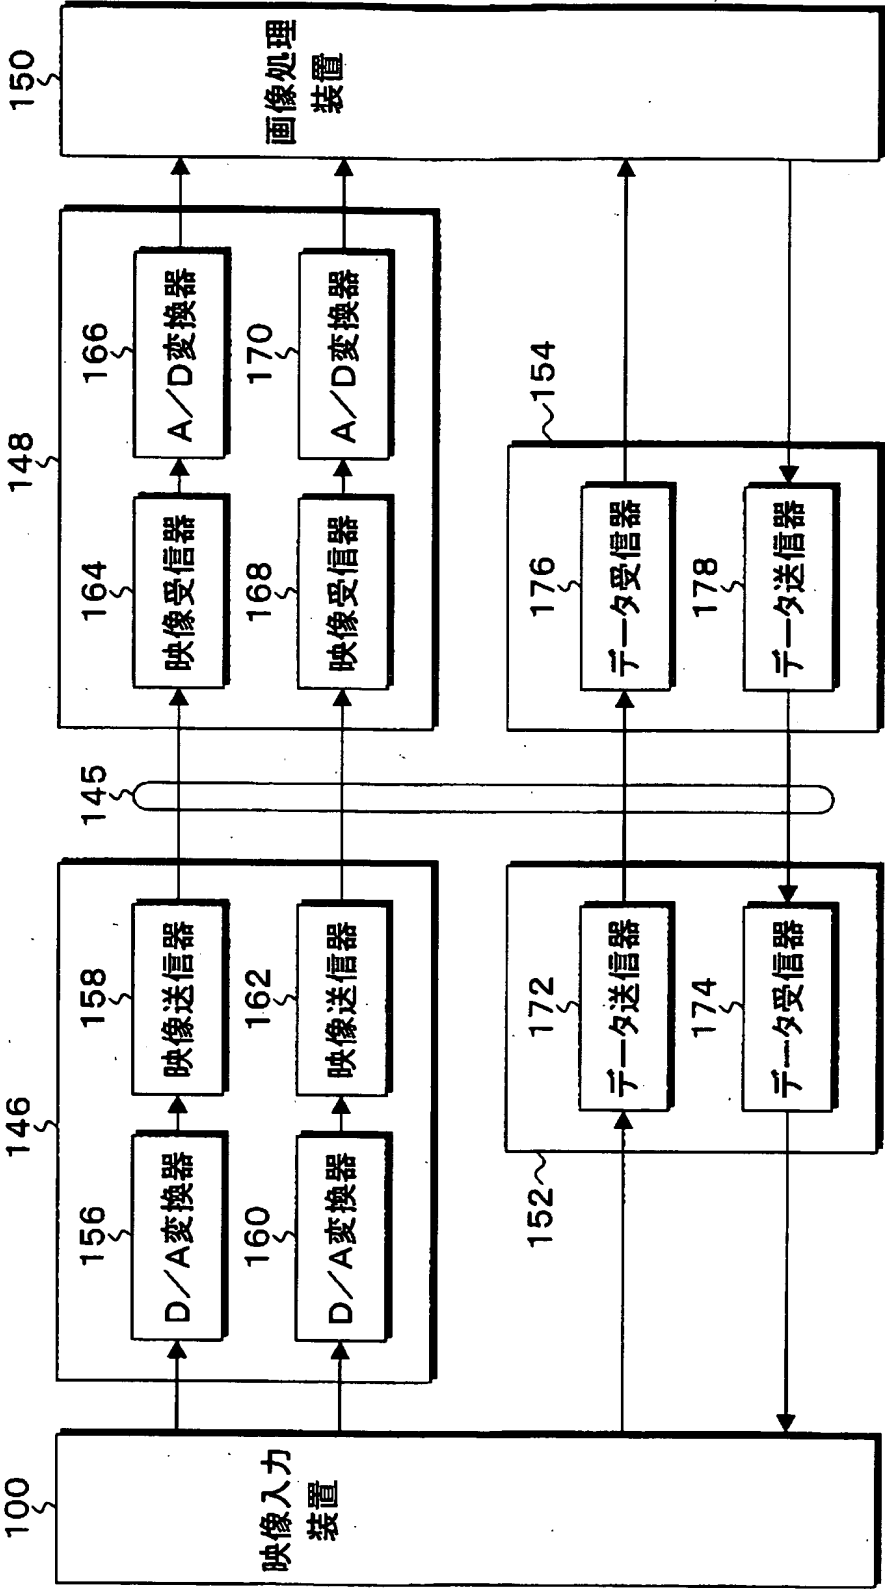 100
映像入力
装置
146
156
D／A変換器
158
映像送信器
160
D／A変換器
162
映像送信器
152
172
データ送信器
174
データ受信器
145
148
164
映像受信器
166
A／D変換器
168
映像受信器
170
A／D変換器
154
176
データ受信器
178
データ送信器
150
画像処理
装置